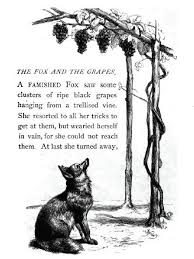 THE FOX AND THE GRAPES.
A FAMISHED Fox saw some
clusters of ripe black grapes
hanging from a trellised vine.
She resorted to all her tricks to
get at them, but wearied herself
in vain, for she could not reach
them. At last she turned away,